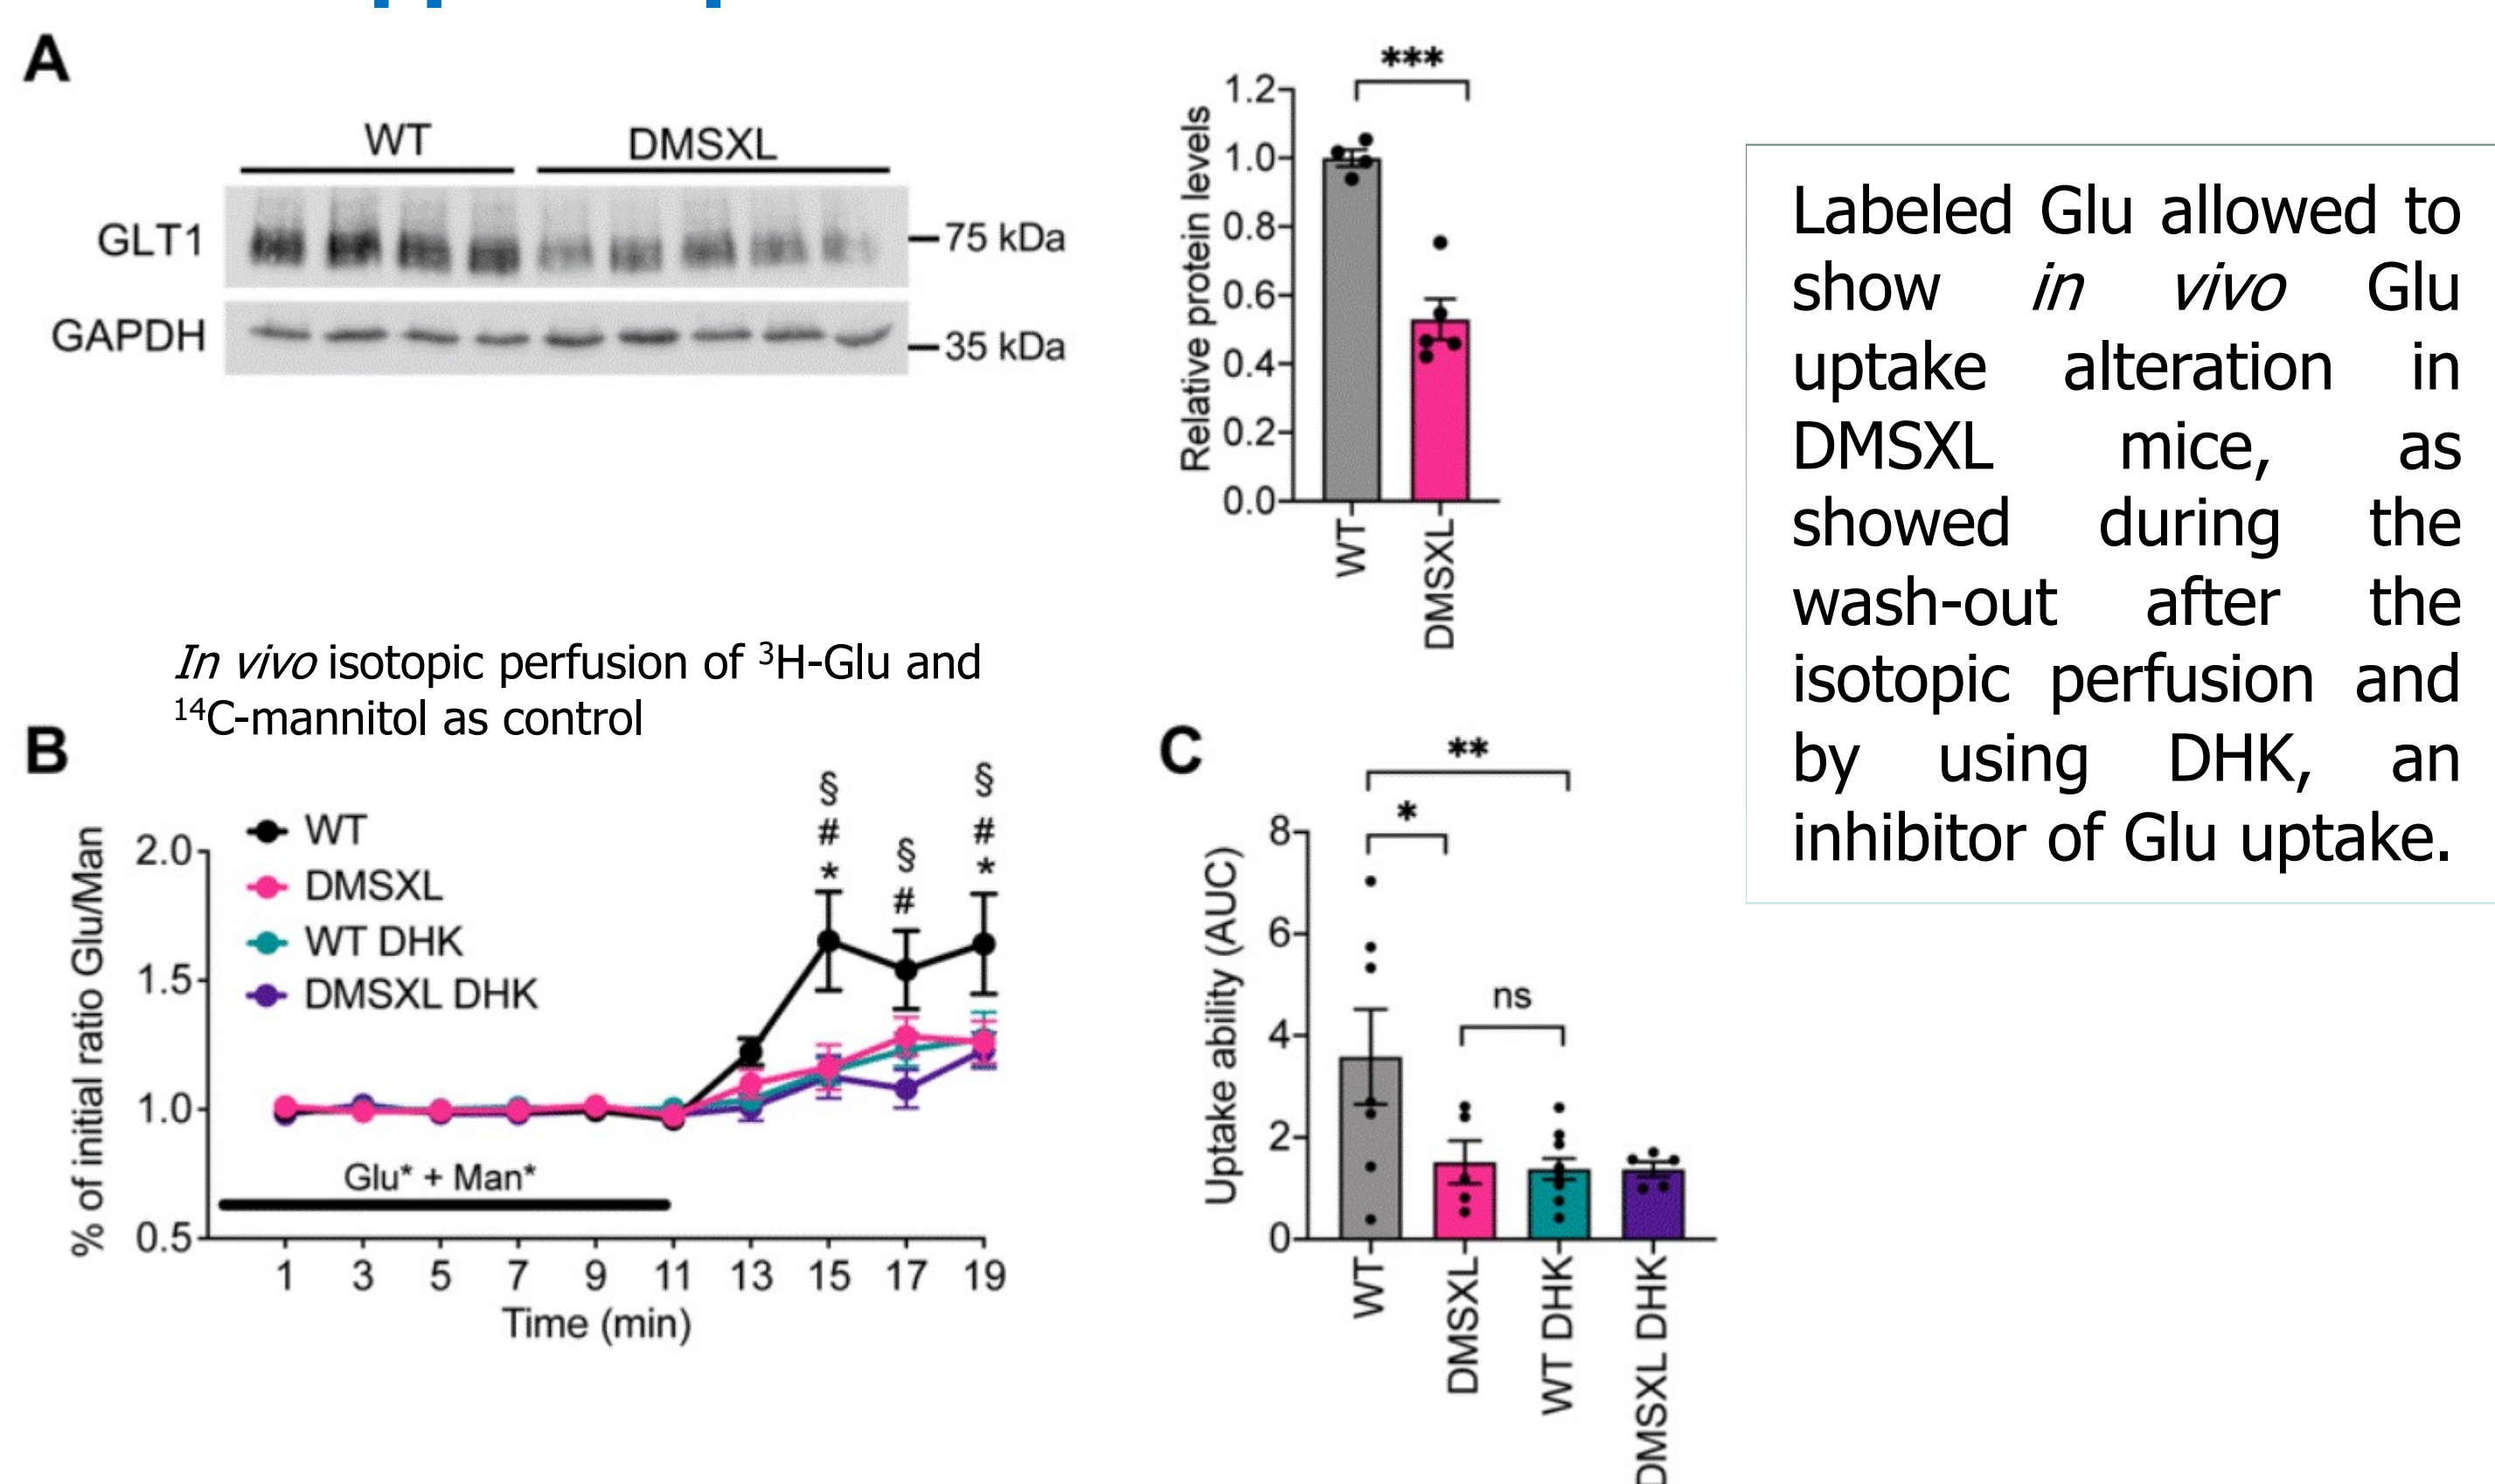 A
WT
DMSXL
GLT1
75 kDa
GAPDH
35 kDa
***
Relative protein levels
1.2
1.0
0.8
0.6
0.4
0.2
0.0
WT
DMSXL
Labeled Glu allowed to
show in vivo Glu
uptake alteration in
DMSXL mice, as
showed during the
wash-out after the
isotopic perfusion and
by using DHK, an
inhibitor of Glu uptake.
In vivo isotopic perfusion of ³H-Glu and
¹⁴C-mannitol as control
B
% of initial ratio Glu/Man
2.0
1.5
1.0
0.5
WT
DMSXL
WT DHK
DMSXL DHK
§
#
*
§
#
§
#
*
Glu* + Man*
1 3 5 7 9 11 13 15 17 19
Time (min)
C
**
*
ns
Uptake ability (AUC)
8
6
4
2
0
WT
DMSXL
WT DHK
DMSXL DHK